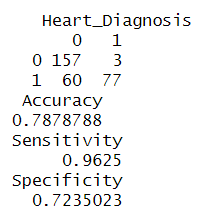 Heart_Diagnosis
0 1
0 157 3
1 60 77
Accuracy
0.7878788
Sensitivity
0.9625
Specificity
0.7235023